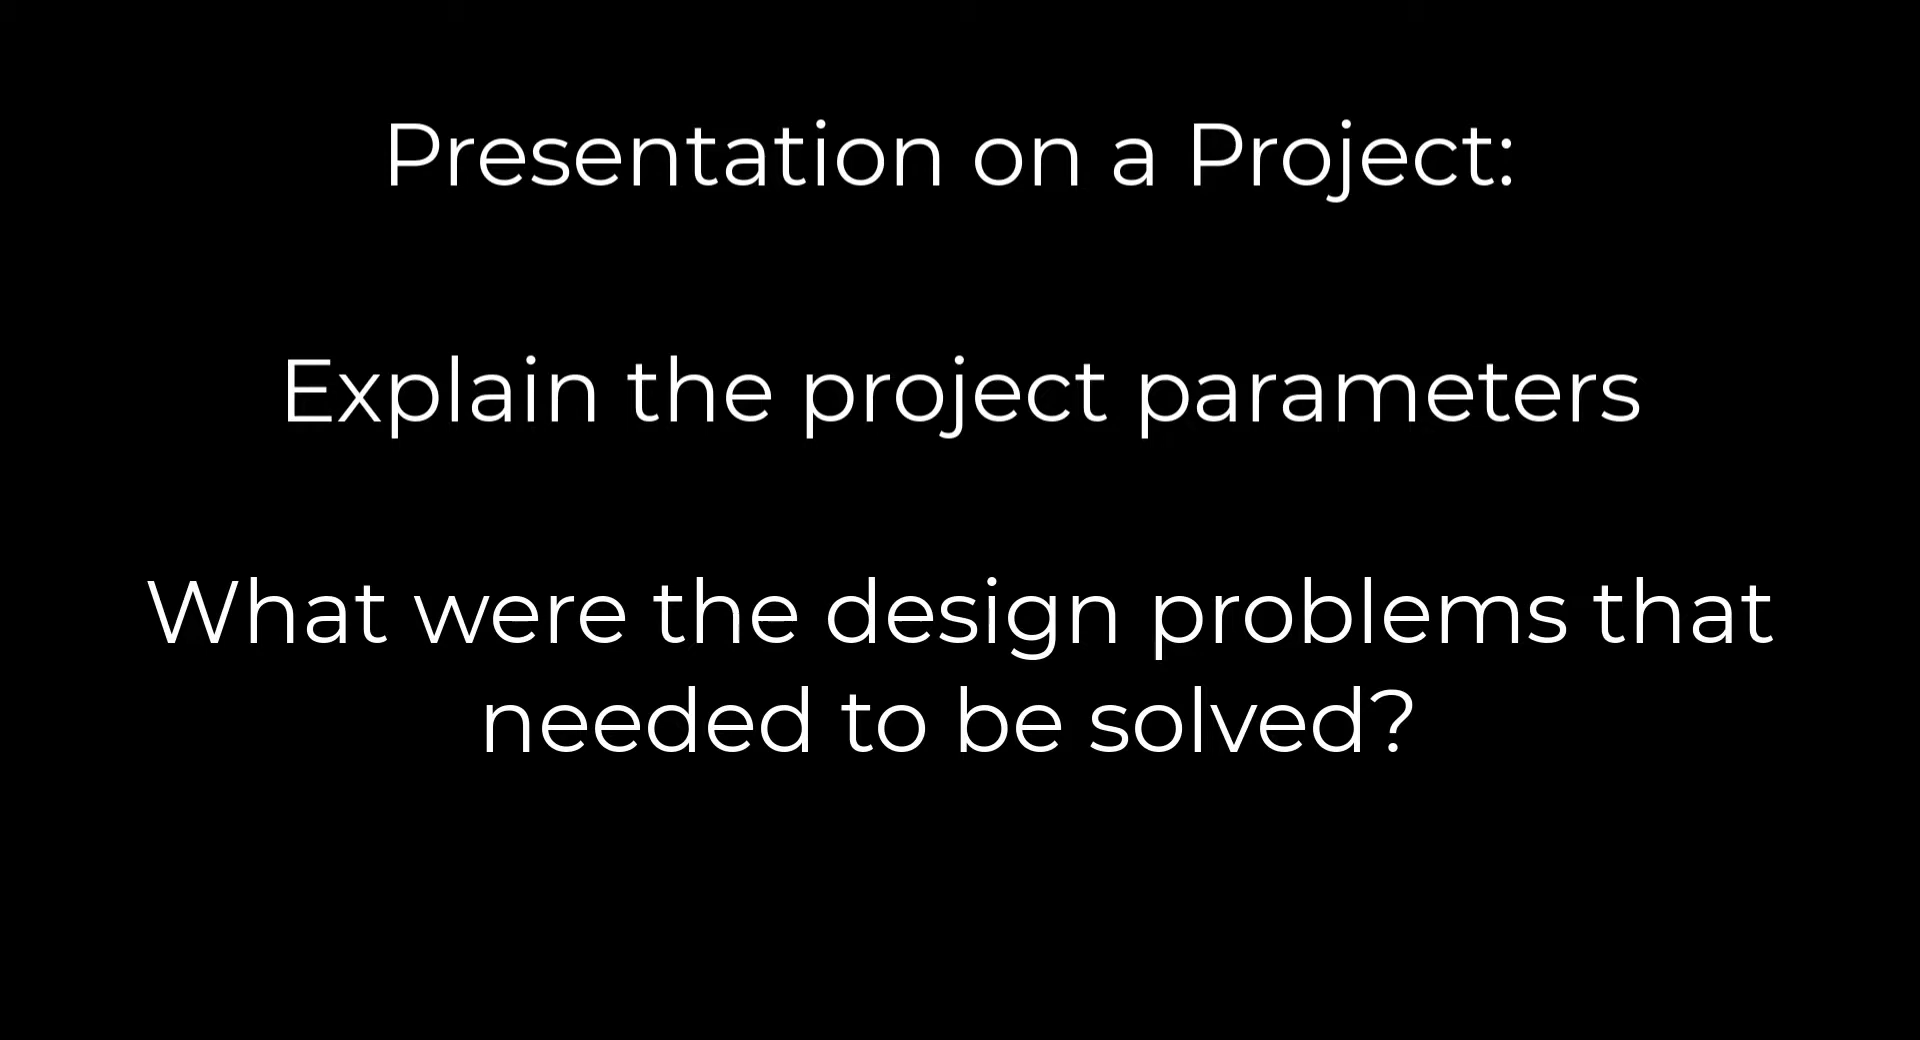 Presentation on a Project:
Explain the project parameters
What were the design problems that
needed to be solved?